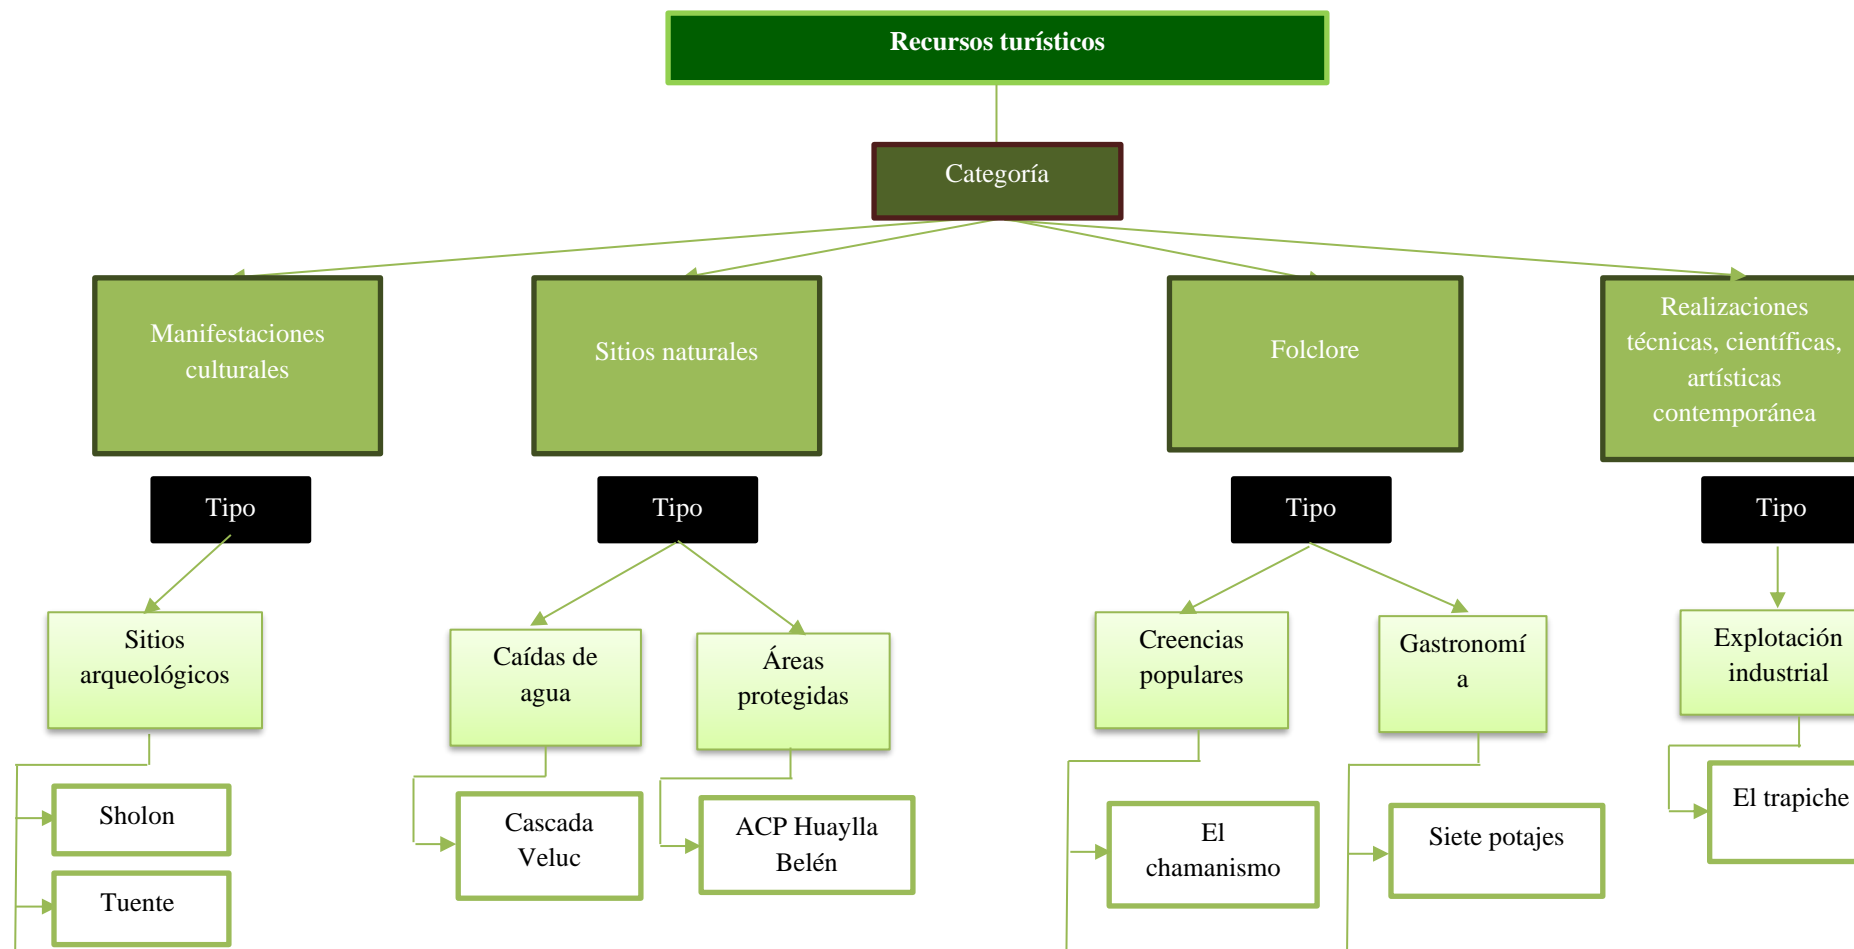 Recursos turísticos
Categoría
Manifestaciones
culturales
Sitios naturales
Folclore
Realizaciones
técnicas, científicas,
artísticas
contemporánea
Tipo
Tipo
Tipo
Tipo
Sitios
arqueológicos
Caídas de
agua
Áreas
protegidas
Creencias
populares
Gastronomí
a
Explotación
industrial
Sholon
Tuente
Cascada
Veluc
ACP Huaylla
Belén
El
chamanismo
Siete potajes
El trapiche